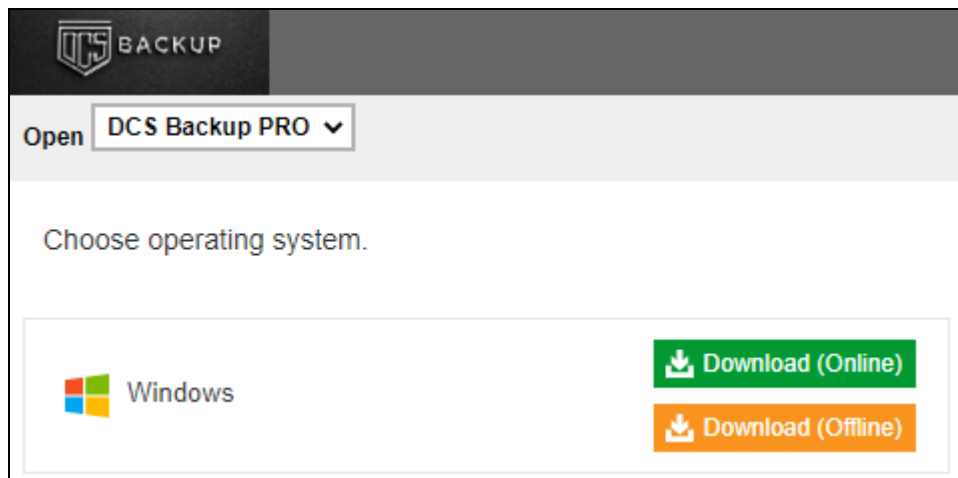 DCS BACKUP
Open DCS Backup PRO
Choose operating system.
Download (Online)
Windows
Download (Offline)